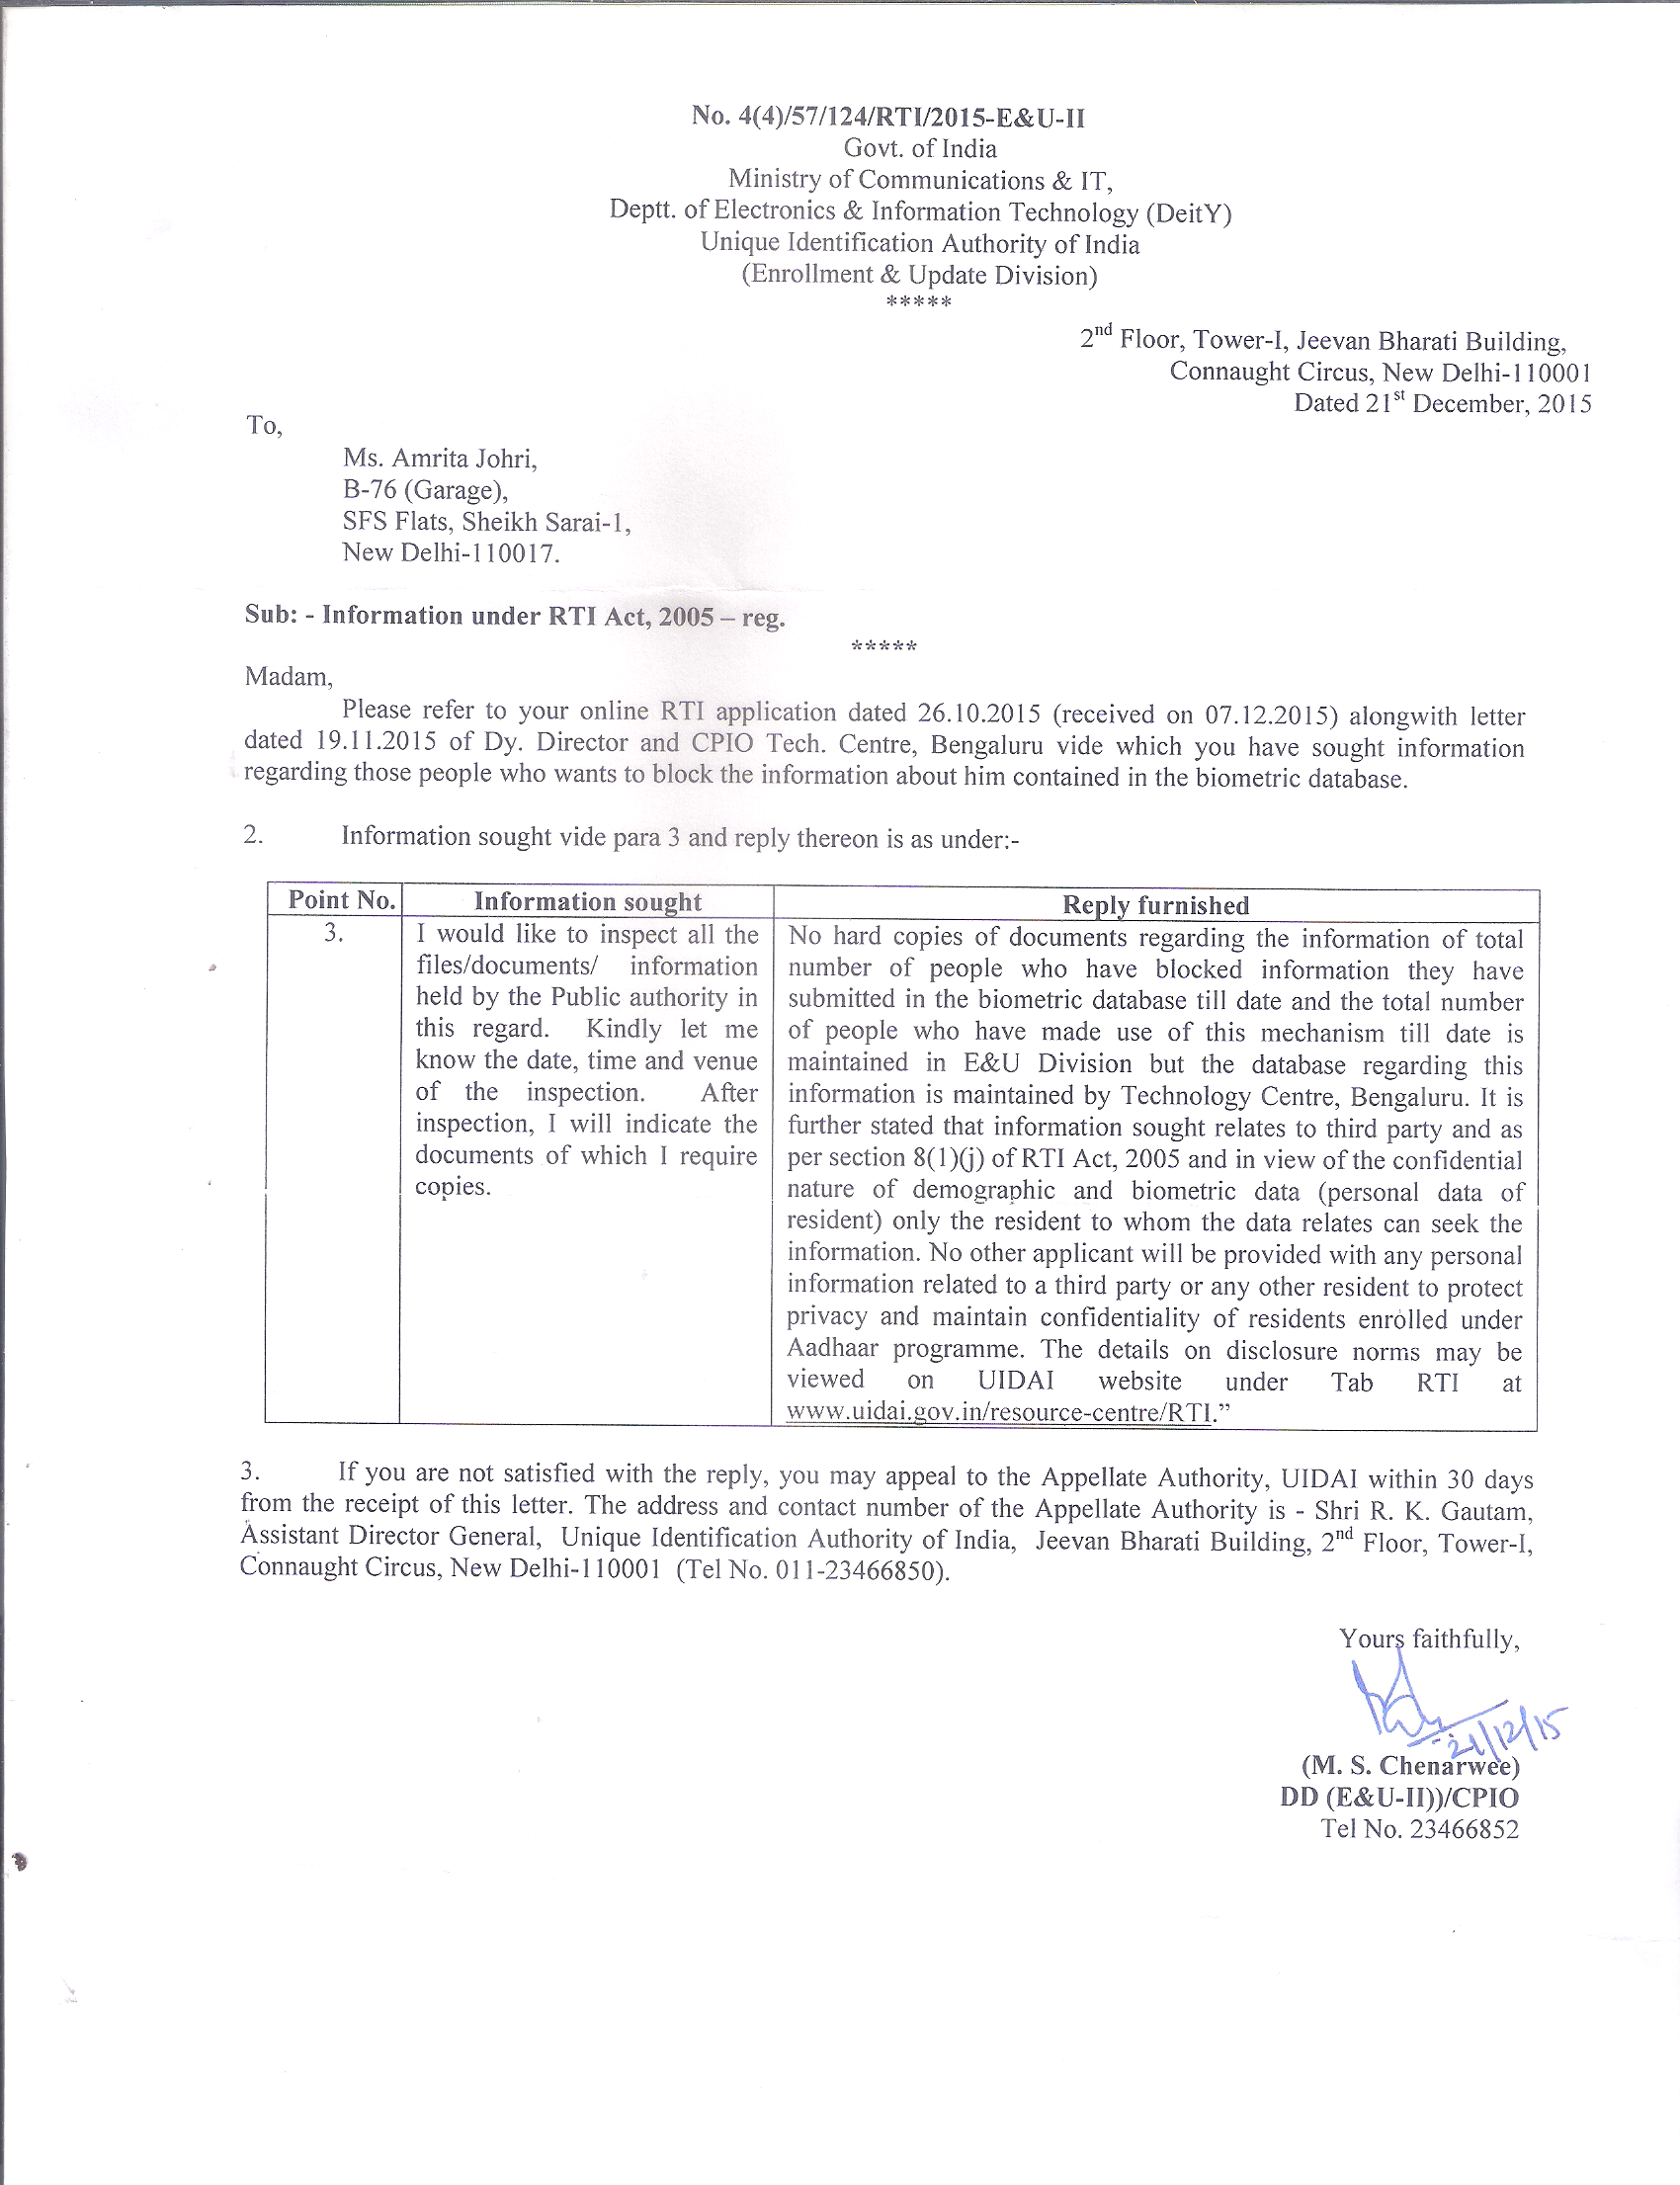 No. 4(4)/57/124/RTI/2015-E&U-II
Govt. of India
Ministry of Communications & IT,
Deptt. of Electronics & Information Technology (DeitY)
Unique Identification Authority of India
(Enrollment & Update Division)
*****
2nd Floor, Tower-I, Jeevan Bharati Building,
Connaught Circus, New Delhi-110001
Dated 21st December, 2015
To,
Ms. Amrita Johri,
B-76 (Garage),
SFS Flats, Sheikh Sarai-1,
New Delhi-110017.
Sub: - Information under RTI Act, 2005 – reg.
*****
Madam,
Please refer to your online RTI application dated 26.10.2015 (received on 07.12.2015) alongwith letter
dated 19.11.2015 of Dy. Director and CPIO Tech. Centre, Bengaluru vide which you have sought information
regarding those people who wants to block the information about him contained in the biometric database.
2. Information sought vide para 3 and reply thereon is as under:-
Point No. Information sought Reply furnished
3.
I would like to inspect all the
files/documents/ information
held by the Public authority in
this regard. Kindly let me
know the date, time and venue
of the inspection. After
inspection, I will indicate the
documents of which I require
copies.
No hard copies of documents regarding the information of total
number of people who have blocked information they have
submitted in the biometric database till date and the total number
of people who have made use of this mechanism till date is
maintained in E&U Division but the database regarding this
information is maintained by Technology Centre, Bengaluru. It is
further stated that information sought relates to third party and as
per section 8(1)(j) of RTI Act, 2005 and in view of the confidential
nature of demographic and biometric data (personal data of
resident) only the resident to whom the data relates can seek the
information. No other applicant will be provided with any personal
information related to a third party or any other resident to protect
privacy and maintain confidentiality of residents enrolled under
Aadhaar programme. The details on disclosure norms may be
viewed on UIDAI website under Tab RTI at
www.uidai.gov.in/resource-centre/RTI.”
3. If you are not satisfied with the reply, you may appeal to the Appellate Authority, UIDAI within 30 days
from the receipt of this letter. The address and contact number of the Appellate Authority is - Shri R. K. Gautam,
Assistant Director General, Unique Identification Authority of India, Jeevan Bharati Building, 2nd Floor, Tower-I,
Connaught Circus, New Delhi-110001 (Tel No. 011-23466850).
Yours faithfully,
21/12/15
(M. S. Chenarwee)
DD (E&U-II))/CPIO
Tel No. 23466852